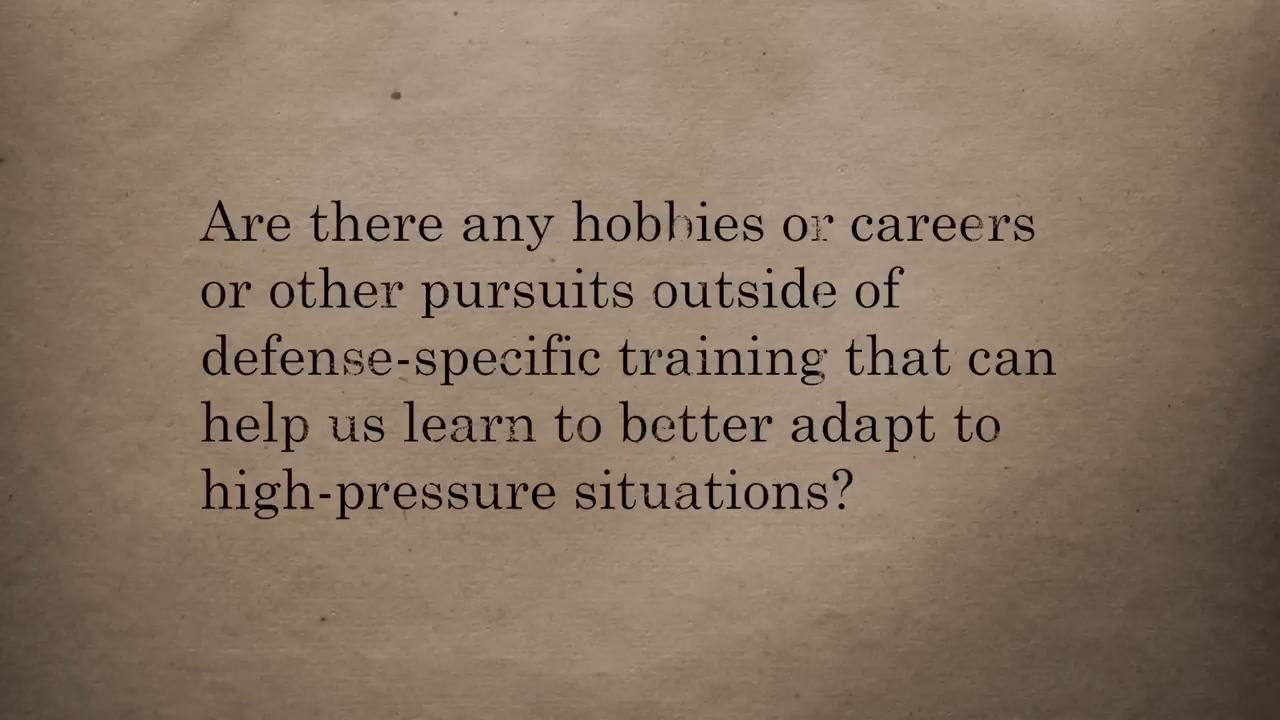 Are there any hobbies or careers
or other pursuits outside of
defense-specific training that can
help us learn to better adapt to
high-pressure situations?